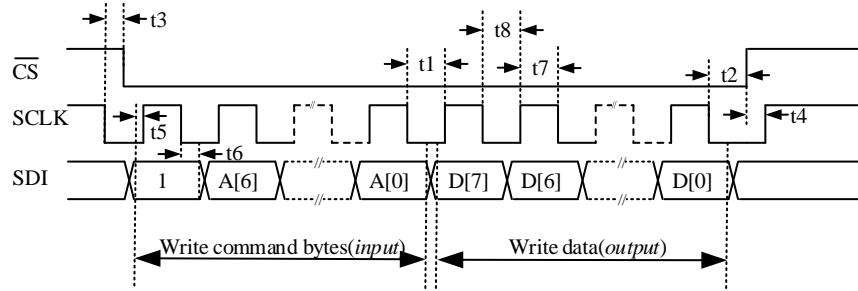 t3
t8
CS
t1
t7
t2
SCLK
t5
t4
t6
SDI
1
A[6]
A[0]
D[7]
D[6]
D[0]
Write command bytes(input)
Write data(output)